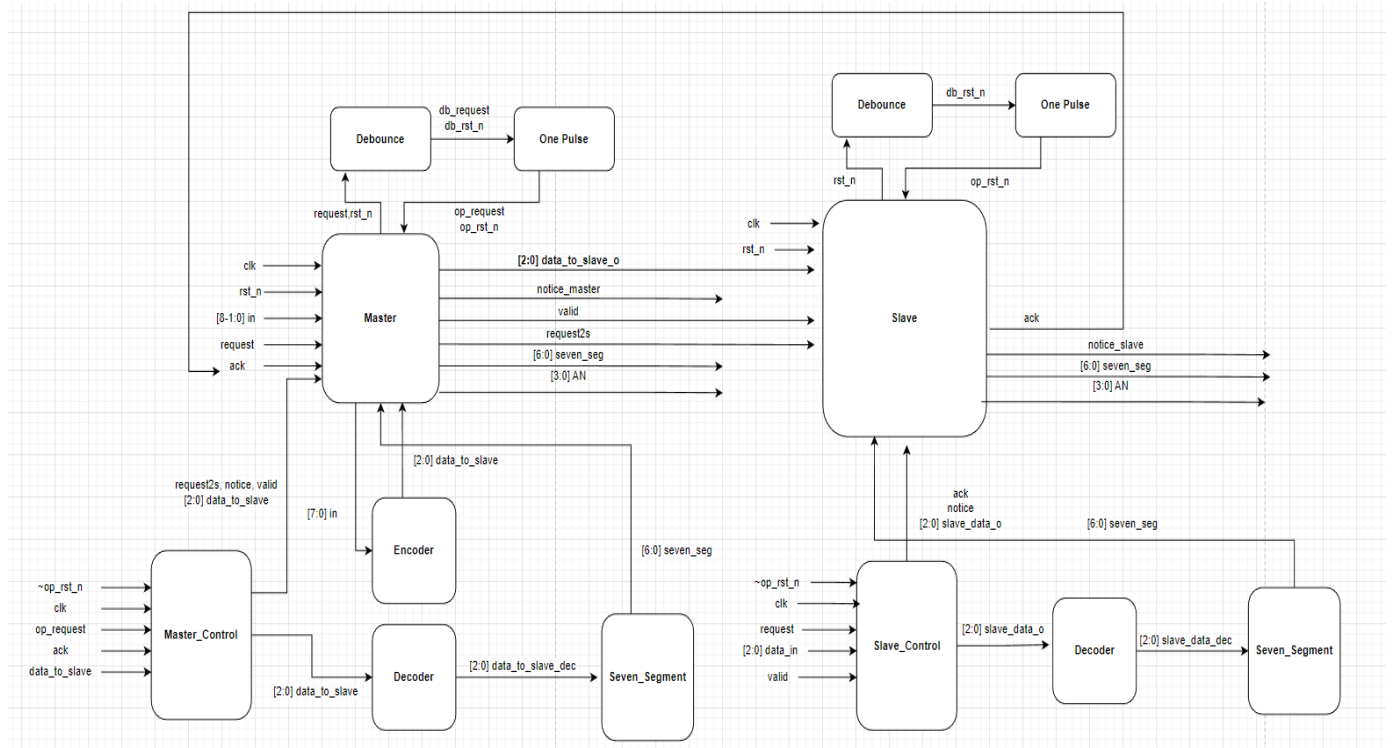 Debounce
db_request
db_rst_n
One Pulse
request,rst_n
op_request
op_rst_n
clk
rst_n
[8-1:0] in
request
ack
Master
[2:0] data_to_slave_o
notice_master
valid
request2s
[6:0] seven_seg
[3:0] AN
request2s, notice, valid
[2:0] data_to_slave
[7:0] in
[2:0] data_to_slave
Encoder
[6:0] seven_seg
~op_rst_n
clk
op_request
ack
data_to_slave
Master_Control
[2:0] data_to_slave
Decoder
[2:0] data_to_slave_dec
Seven_Segment
Debounce
db_rst_n
One Pulse
rst_n
op_rst_n
clk
rst_n
Slave
ack
notice_slave
[6:0] seven_seg
[3:0] AN
ack
notice
[2:0] slave_data_o
[6:0] seven_seg
~op_rst_n
clk
request
[2:0] data_in
valid
Slave_Control
[2:0] slave_data_o
Decoder
[2:0] slave_data_dec
Seven_Segment